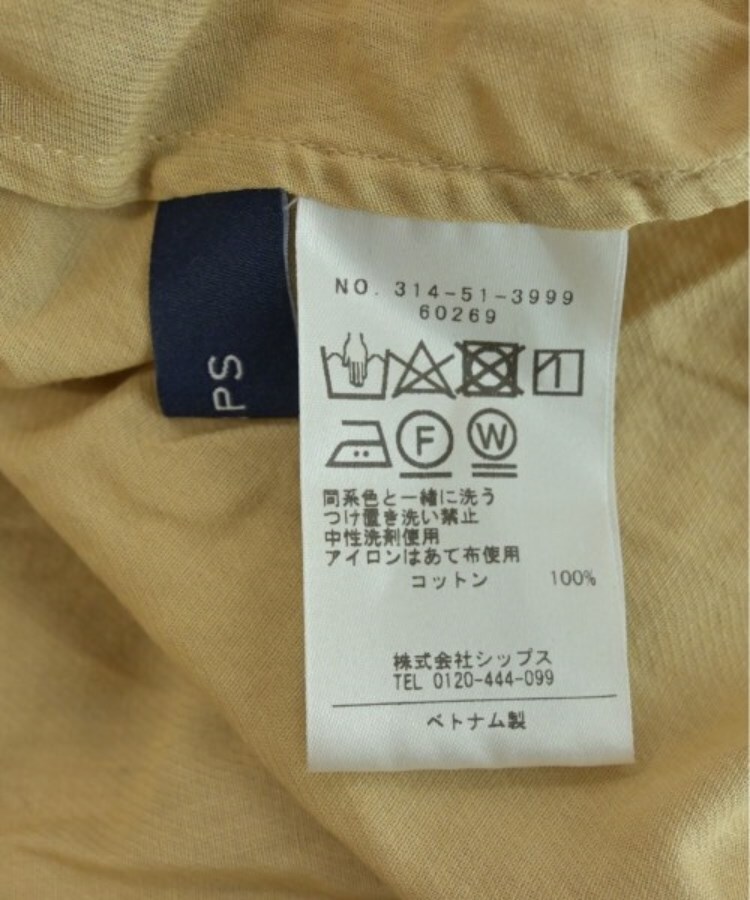 NO. 314-51-3999
60269
F W
同系色と一緒に洗う
つけ置き洗い禁止
中性洗剤使用
アイロンはあて布使用
コットン 100%
株式会社シップス
TEL 0120-444-099
ベトナム製
IPS